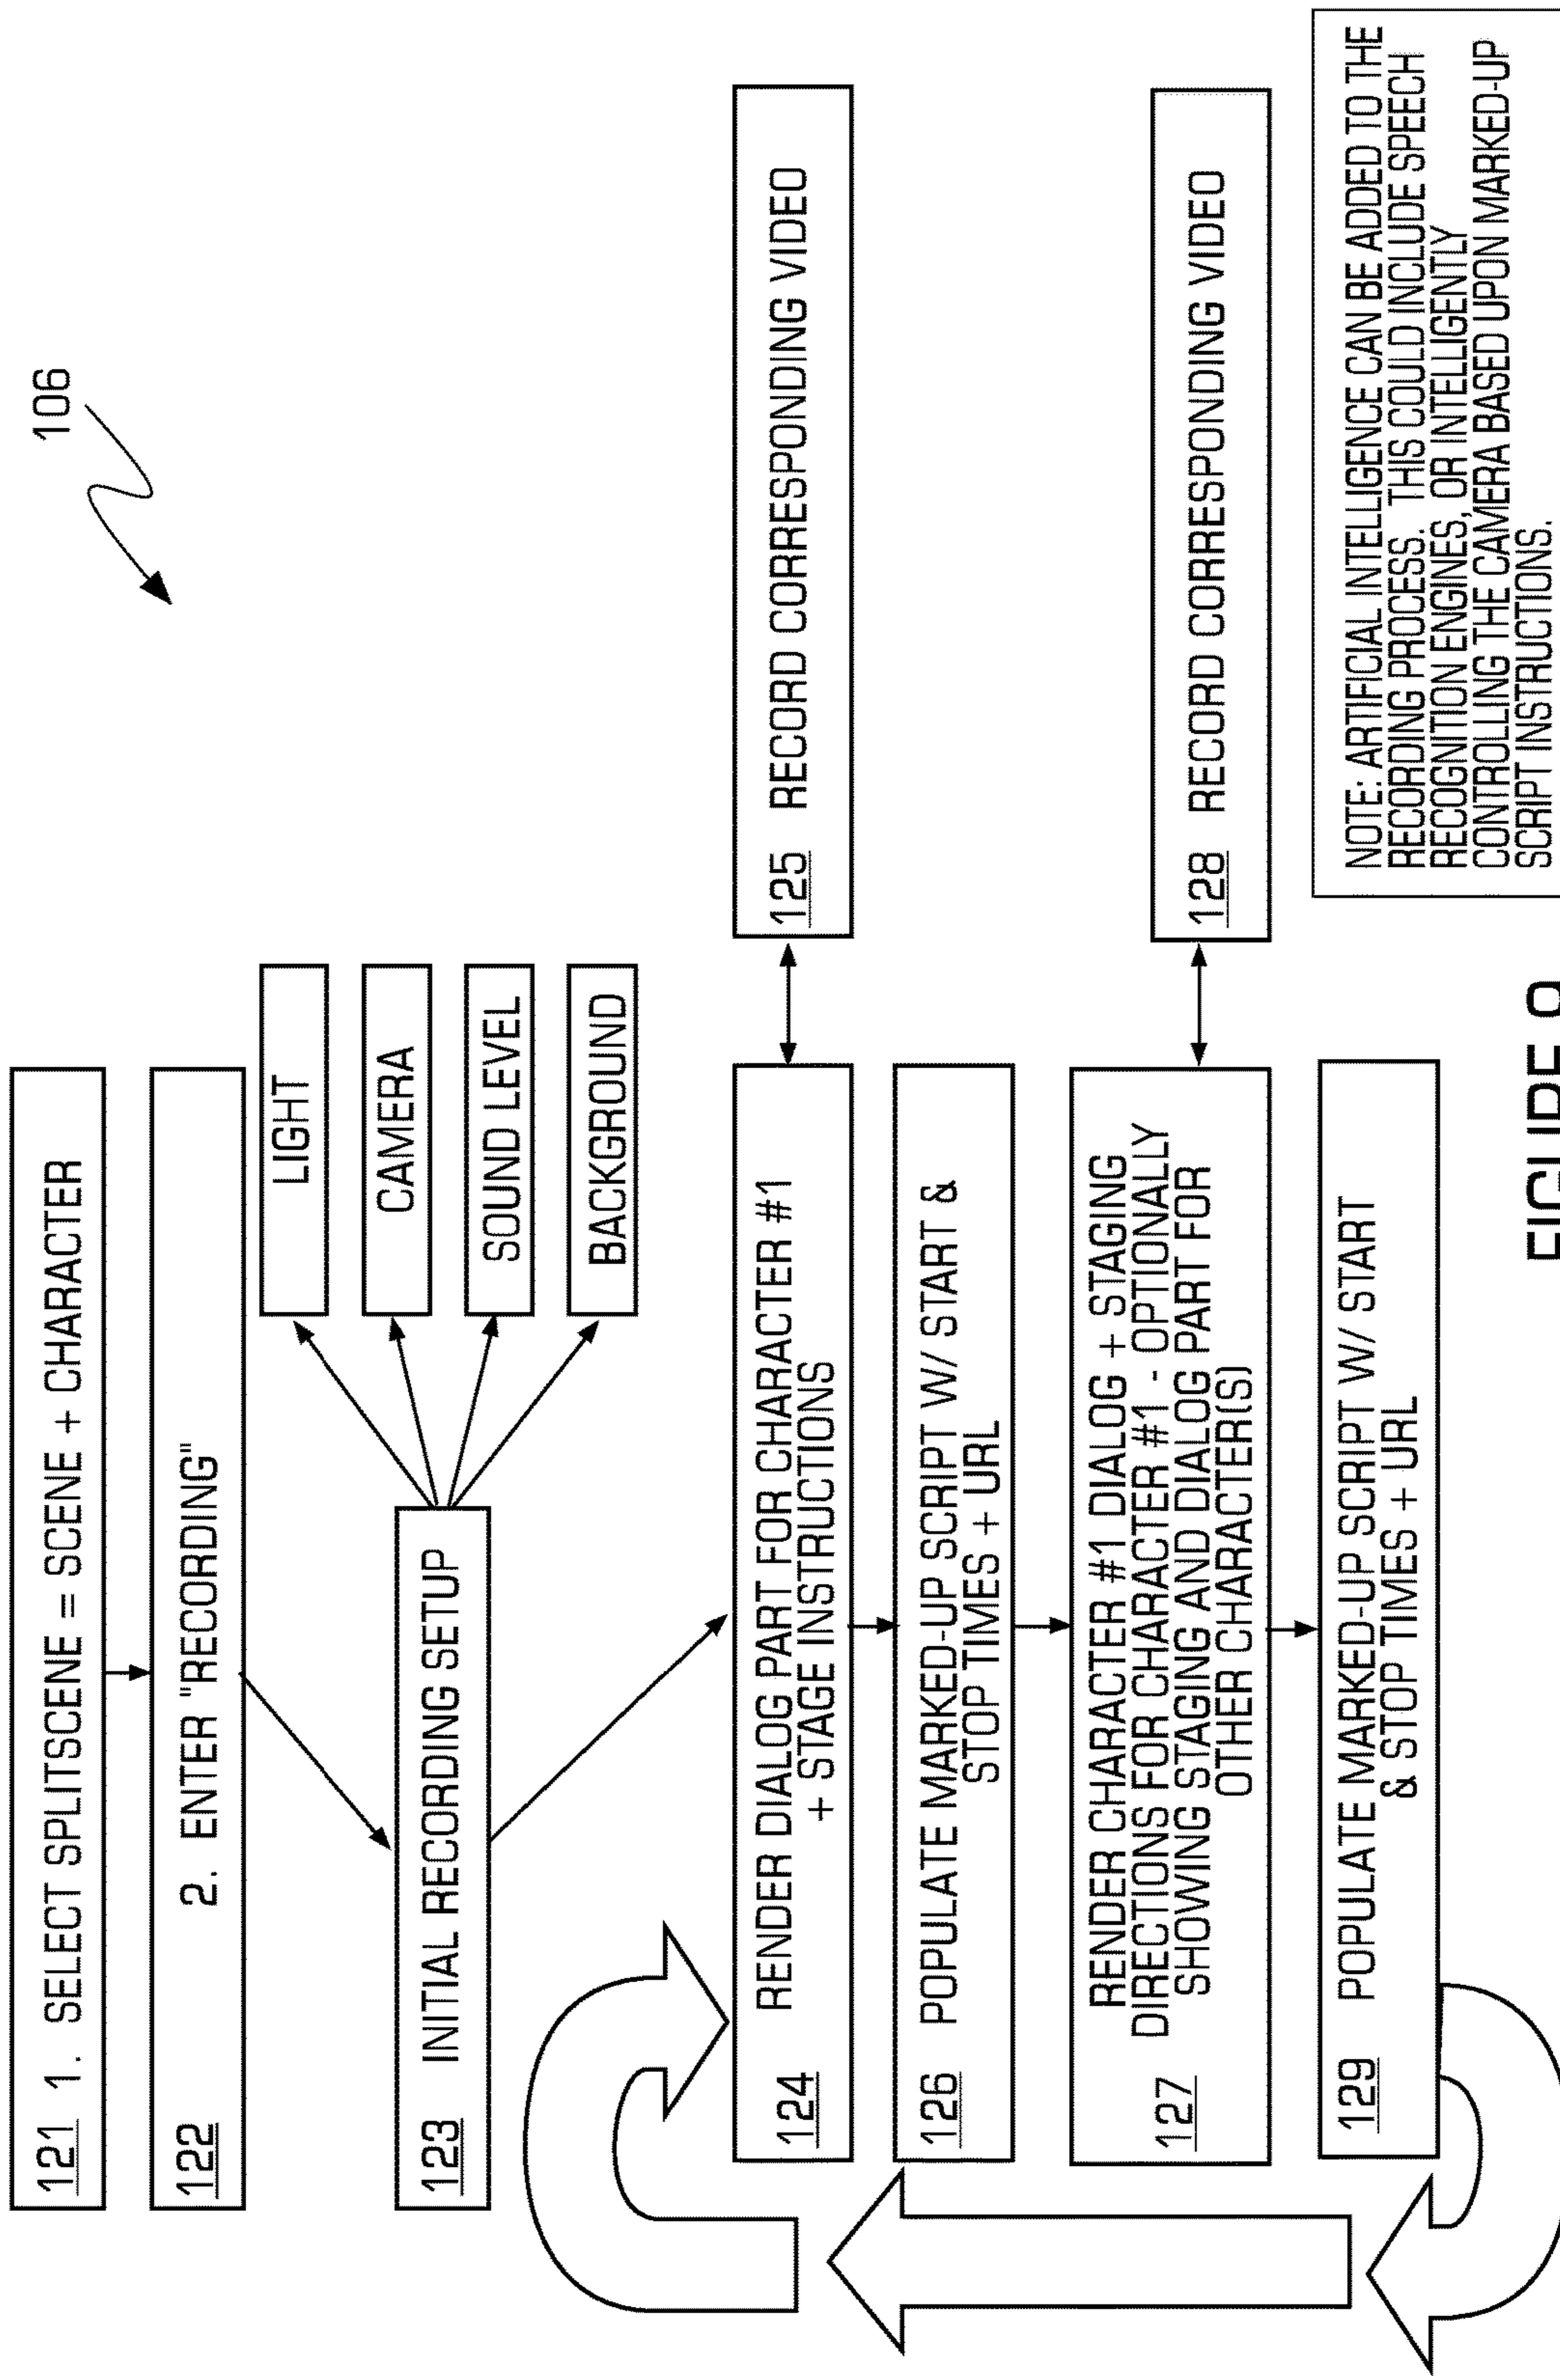 106
121 1. SELECT SPLITSCENE = SCENE + CHARACTER
122 2. ENTER "RECORDING"
123 INITIAL RECORDING SETUP
LIGHT
CAMERA
SOUND LEVEL
BACKGROUND
124 RENDER DIALOG PART FOR CHARACTER #1
+ STAGE INSTRUCTIONS
125 RECORD CORRESPONDING VIDEO
126 POPULATE MARKED-UP SCRIPT W/ START &
STOP TIMES + URL
127 RENDER CHARACTER #1 DIALOG + STAGING
DIRECTIONS FOR CHARACTER #1 - OPTIONALLY
SHOWING STAGING AND DIALOG PART FOR
OTHER CHARACTER(S)
128 RECORD CORRESPONDING VIDEO
129 POPULATE MARKED-UP SCRIPT W/ START
& STOP TIMES + URL
NOTE: ARTIFICIAL INTELLIGENCE CAN BE ADDED TO THE
RECORDING PROCESS. THIS COULD INCLUDE SPEECH
RECOGNITION ENGINES, OR INTELLIGENTLY
CONTROLLING THE CAMERA BASED UPON MARKED-UP
SCRIPT INSTRUCTIONS.
FIGURE